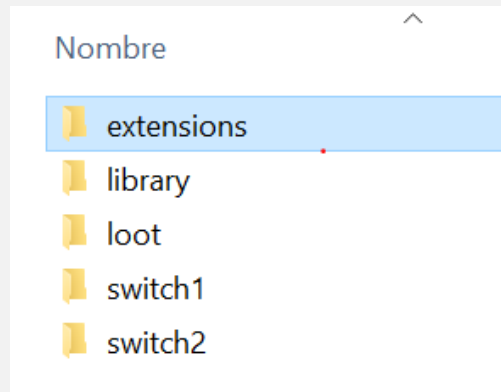 Nombre
extensions
library
loot
switch1
switch2